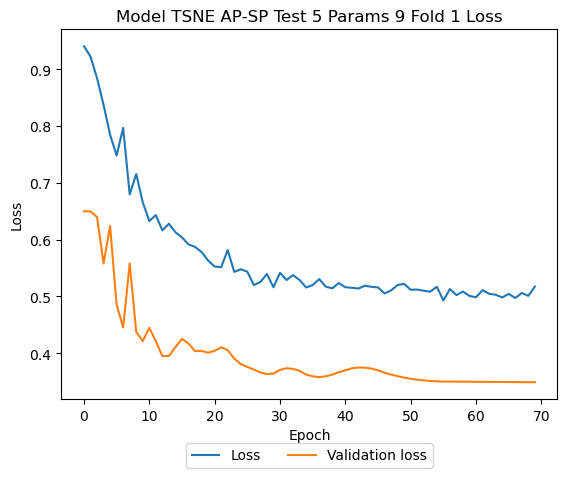 Model TSNE AP-SP Test 5 Params 9 Fold 1 Loss
Loss
0.9
0.8
0.7
0.6
0.5
0.4
0 10 20 30 40 50 60 70
Epoch
Loss Validation loss